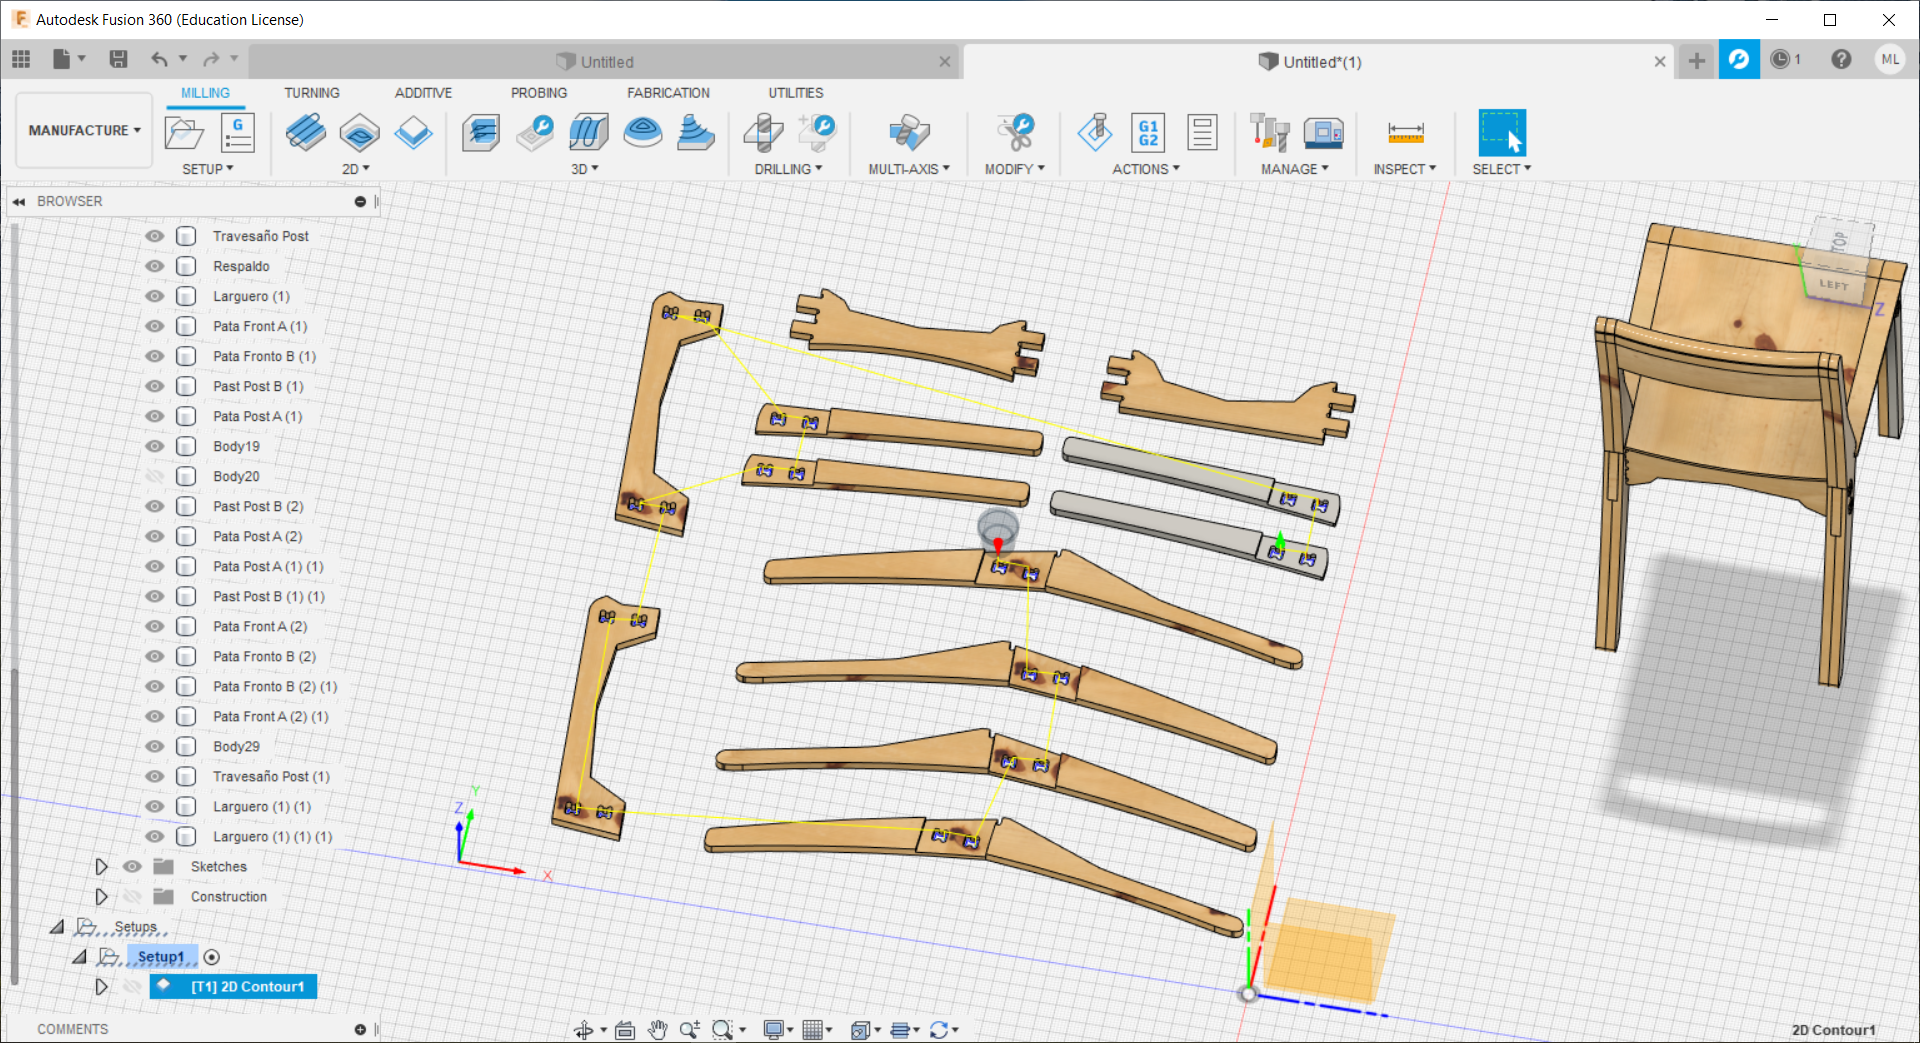 Autodesk Fusion 360 (Education License)
Untitled
Untitled*(1)
1
ML
MILLING
TURNING
ADDITIVE
PROBING
FABRICATION
UTILITIES
MANUFACTURE
G
G1
G2
SETUP
2D
3D
DRILLING
MULTI-AXIS
MODIFY
ACTIONS
MANAGE
INSPECT
SELECT
BROWSER
Travesaño Post
Respaldo
Larguero (1)
Pata Front A (1)
Pata Fronto B (1)
Past Post B (1)
Pata Post A (1)
Body19
Body20
Past Post B (2)
Pata Post A (2)
Pata Post A (1) (1)
Past Post B (1) (1)
Pata Front A (2)
Pata Fronto B (2)
Pata Fronto B (2) (1)
Pata Front A (2) (1)
Body29
Travesaño Post (1)
Larguero (1) (1)
Larguero (1) (1) (1)
Sketches
Construction
Setups
Setup1
[T1] 2D Contour1
COMMENTS
TOP
LEFT
Z
Z
Y
X
2D Contour1